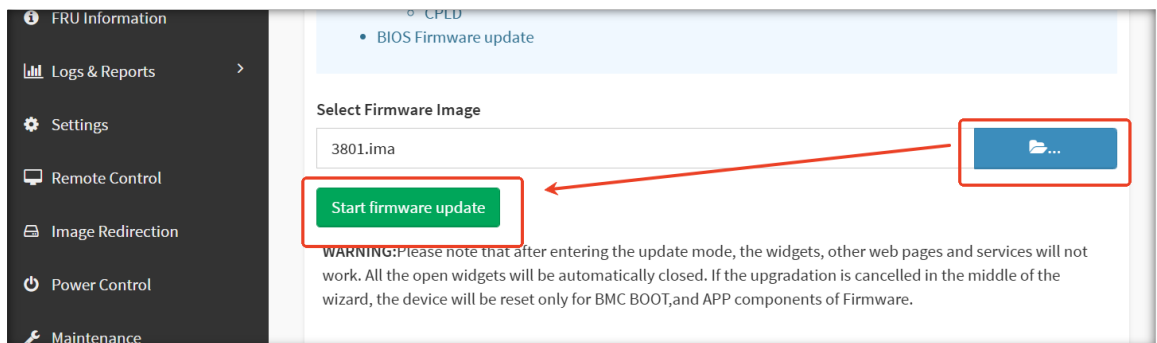 FRU Information
Logs & Reports
Settings
Remote Control
Image Redirection
Power Control
Maintenance
CPLD
BIOS Firmware update
Select Firmware Image
3801.ima
...
Start firmware update
WARNING:Please note that after entering the update mode, the widgets, other web pages and services will not
work. All the open widgets will be automatically closed. If the upgradation is cancelled in the middle of the
wizard, the device will be reset only for BMC BOOT,and APP components of Firmware.